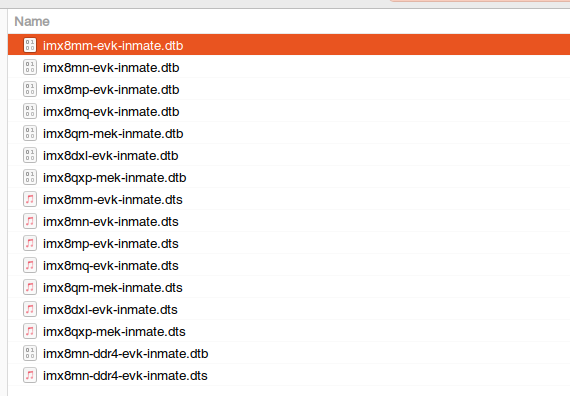 Name
imx8mm-evk-inmate.dtb
imx8mn-evk-inmate.dtb
imx8mp-evk-inmate.dtb
imx8mq-evk-inmate.dtb
imx8qm-mek-inmate.dtb
imx8dxl-evk-inmate.dtb
imx8qxp-mek-inmate.dtb
imx8mm-evk-inmate.dts
imx8mn-evk-inmate.dts
imx8mp-evk-inmate.dts
imx8mq-evk-inmate.dts
imx8qm-mek-inmate.dts
imx8dxl-evk-inmate.dts
imx8qxp-mek-inmate.dts
imx8mn-ddr4-evk-inmate.dtb
imx8mn-ddr4-evk-inmate.dts